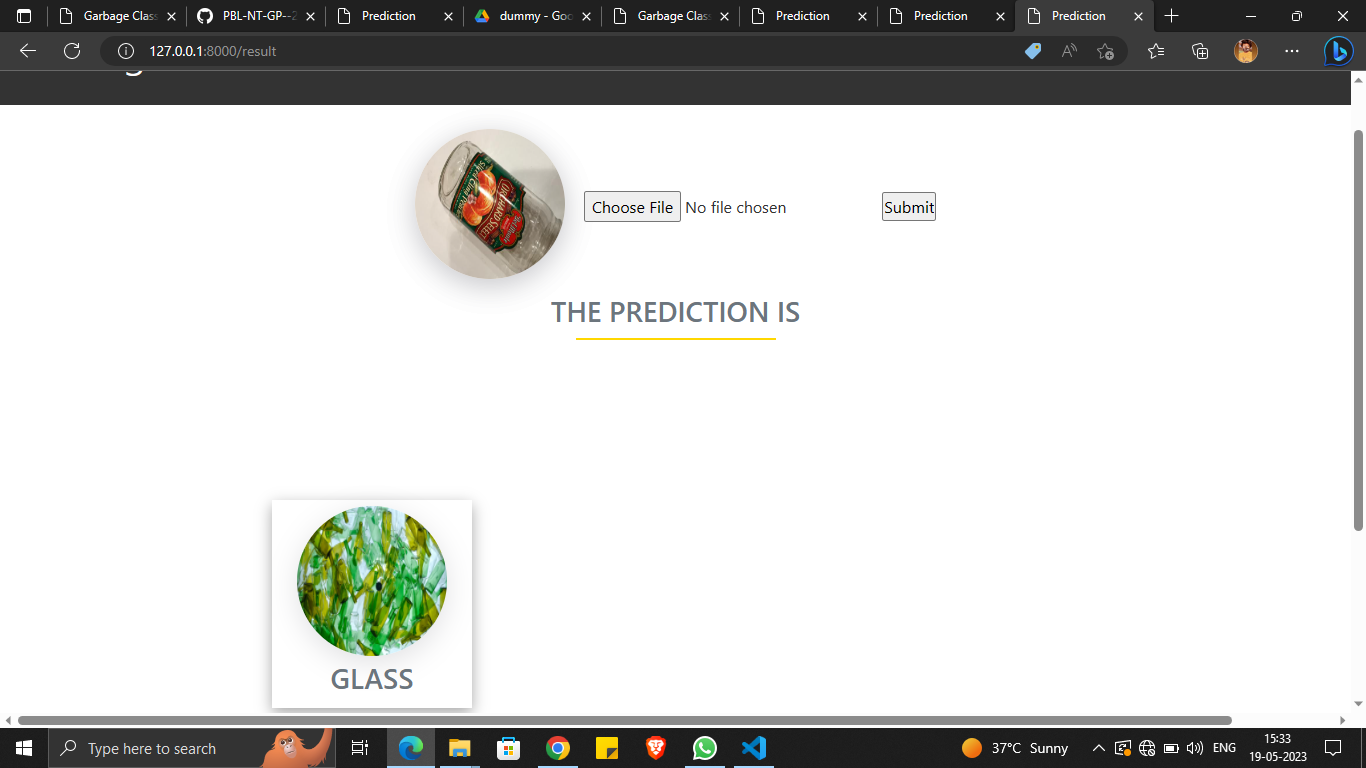 Garbage Clas
PBL-NT-GP--2
Prediction
dummy - Goo
Garbage Clas
Prediction
Prediction
Prediction
127.0.0.1:8000/result
Choose File No file chosen
Submit
THE PREDICTION IS
GLASS
Type here to search
37°C Sunny
ENG
15:33
19-05-2023